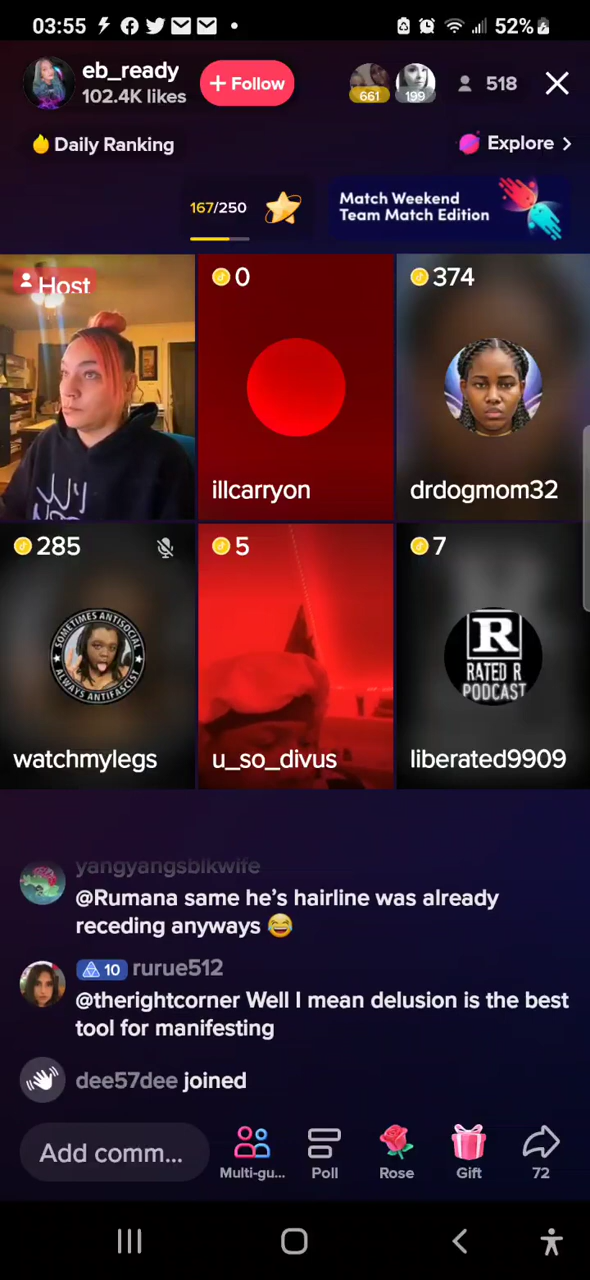 03:55
52%
eb_ready
102.4K likes
+ Follow
661
199
518
Daily Ranking
Explore >
167/250
Match Weekend
Team Match Edition
Host
0
374
illcarryon
drdogmom32
285
5
7
SOMETIMES ANTISOCIAL
ALWAYS ANTIFASCIST
R
RATED R
PODCAST
watchmylegs
u_so_divus
liberated9909
yangyangsblkwife
@Rumana same he’s hairline was already
receding anyways 😂
10 rurue512
@therightcorner Well I mean delusion is the best
tool for manifesting
dee57dee joined
Add comm...
Multi-gu...
Poll
Rose
Gift
72